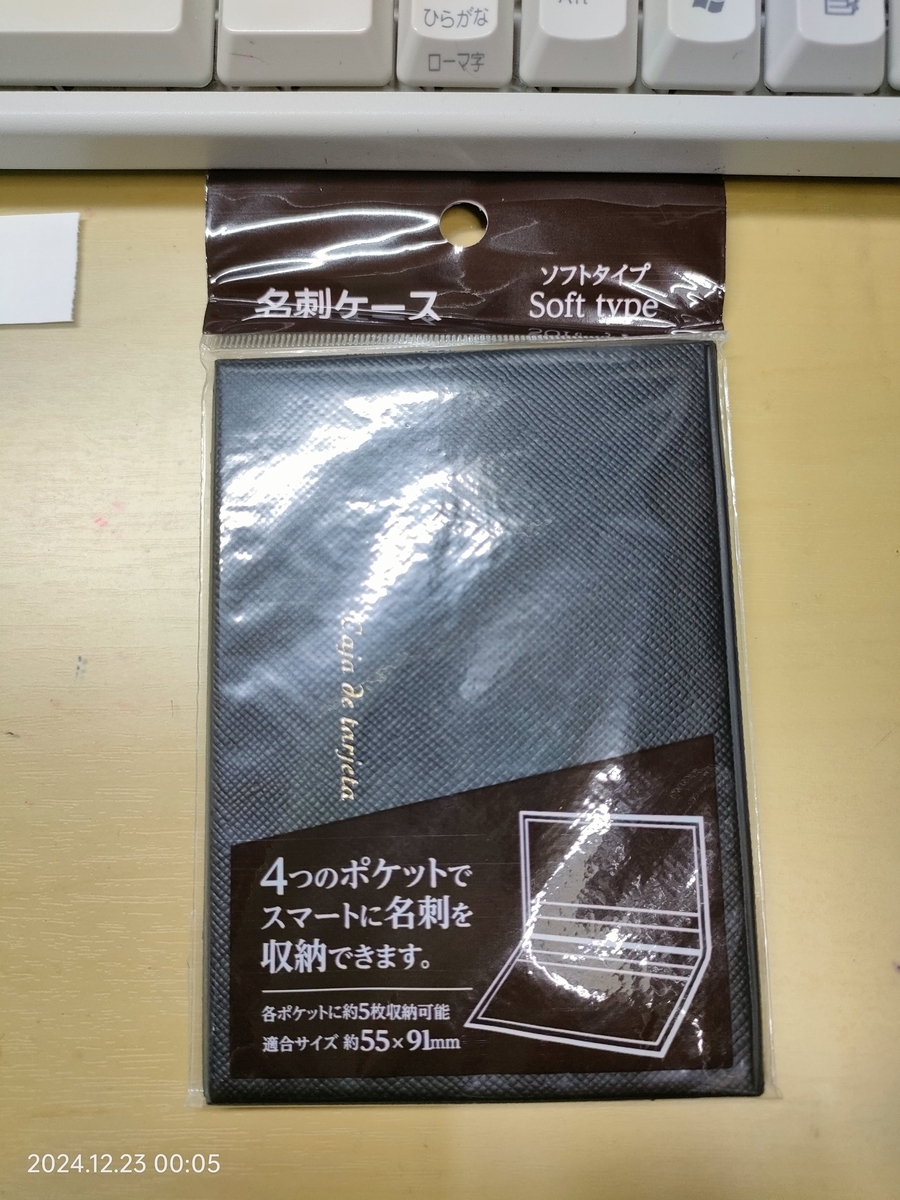 ひらがな
ローマ字
Alt
名刺ケース
ソフトタイプ
Soft type
Caja de tarjeta
4つのポケットで
スマートに名刺を
収納できます。
各ポケットに約5枚収納可能
適合サイズ 約55×91mm
2024.12.23 00:05